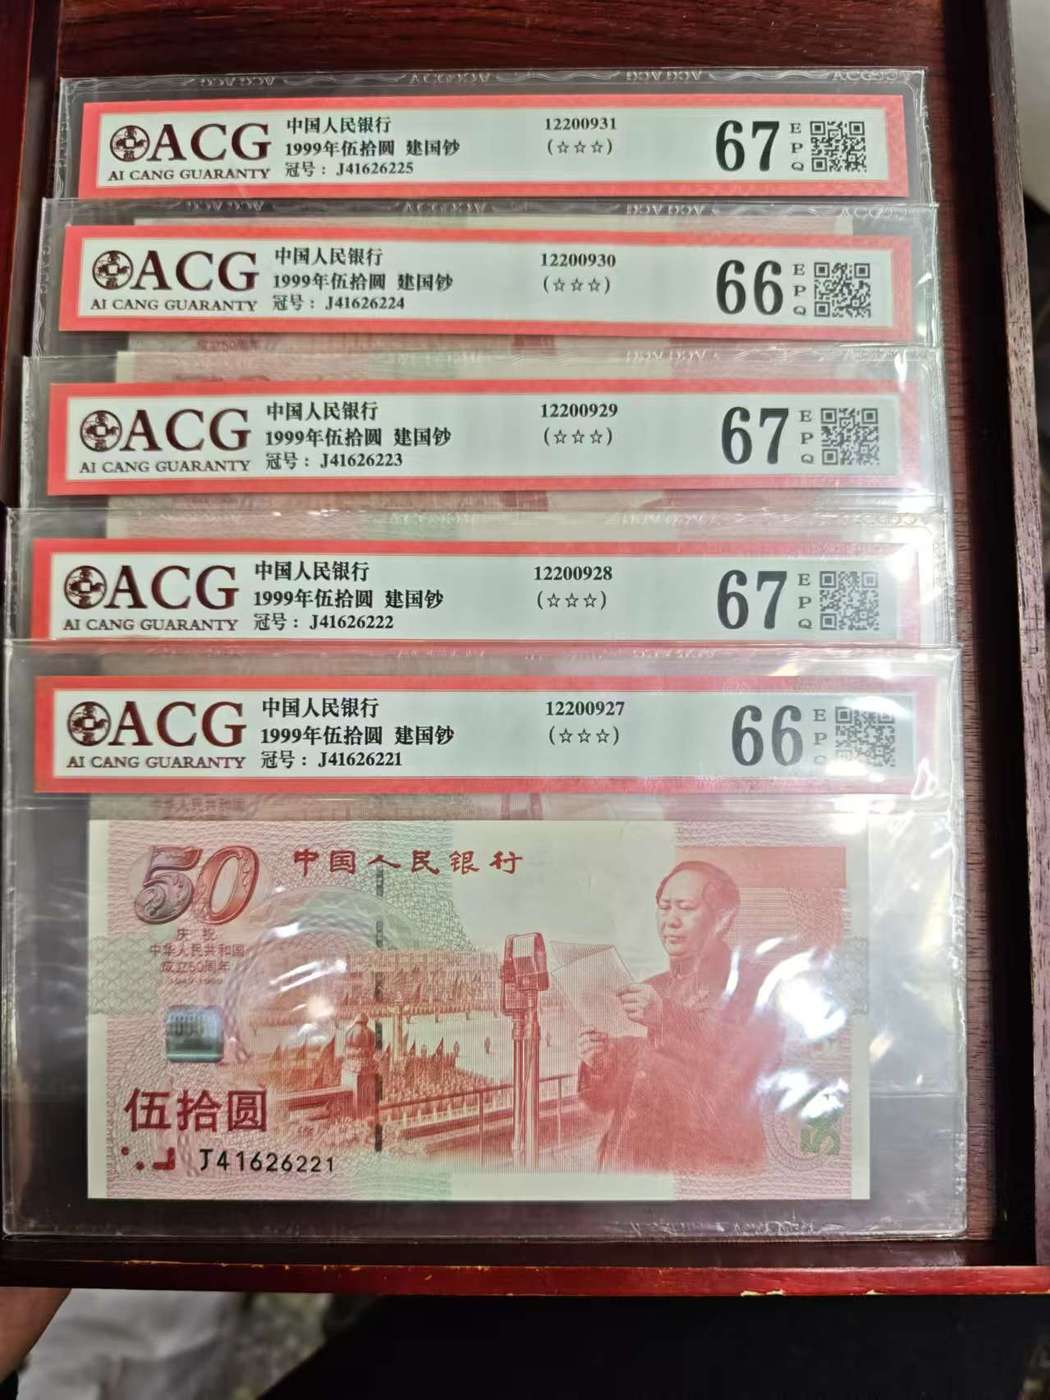 ACG
AI CANG GUARANTY
中国人民银行
1999年伍拾圆 建国钞
冠号：J41626225
12200931
(☆☆☆)
67
EPQ
ACG
AI CANG GUARANTY
中国人民银行
1999年伍拾圆 建国钞
冠号：J41626224
12200930
(☆☆☆)
66
EPQ
ACG
AI CANG GUARANTY
中国人民银行
1999年伍拾圆 建国钞
冠号：J41626223
12200929
(☆☆☆)
67
EPQ
ACG
AI CANG GUARANTY
中国人民银行
1999年伍拾圆 建国钞
冠号：J41626222
12200928
(☆☆☆)
67
EPQ
ACG
AI CANG GUARANTY
中国人民银行
1999年伍拾圆 建国钞
冠号：J41626221
12200927
(☆☆☆)
66
EPQ
50
中国人民银行
庆祝
中华人民共和国
成立50周年
1949-1999
伍拾圆
J41626221
50